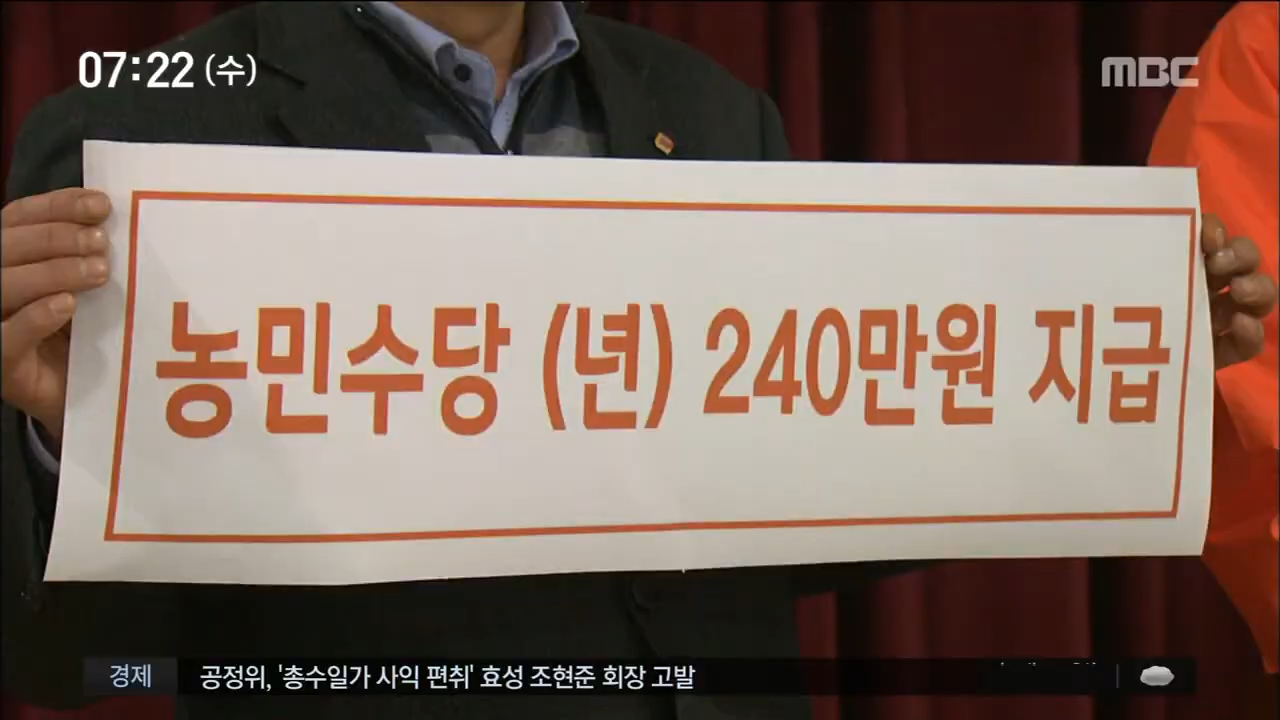 07:22 (수)
MBC
농민수당 (년) 240만원 지급
경제 공정위, '총수일가 사익 편취' 효성 조현준 회장 고발